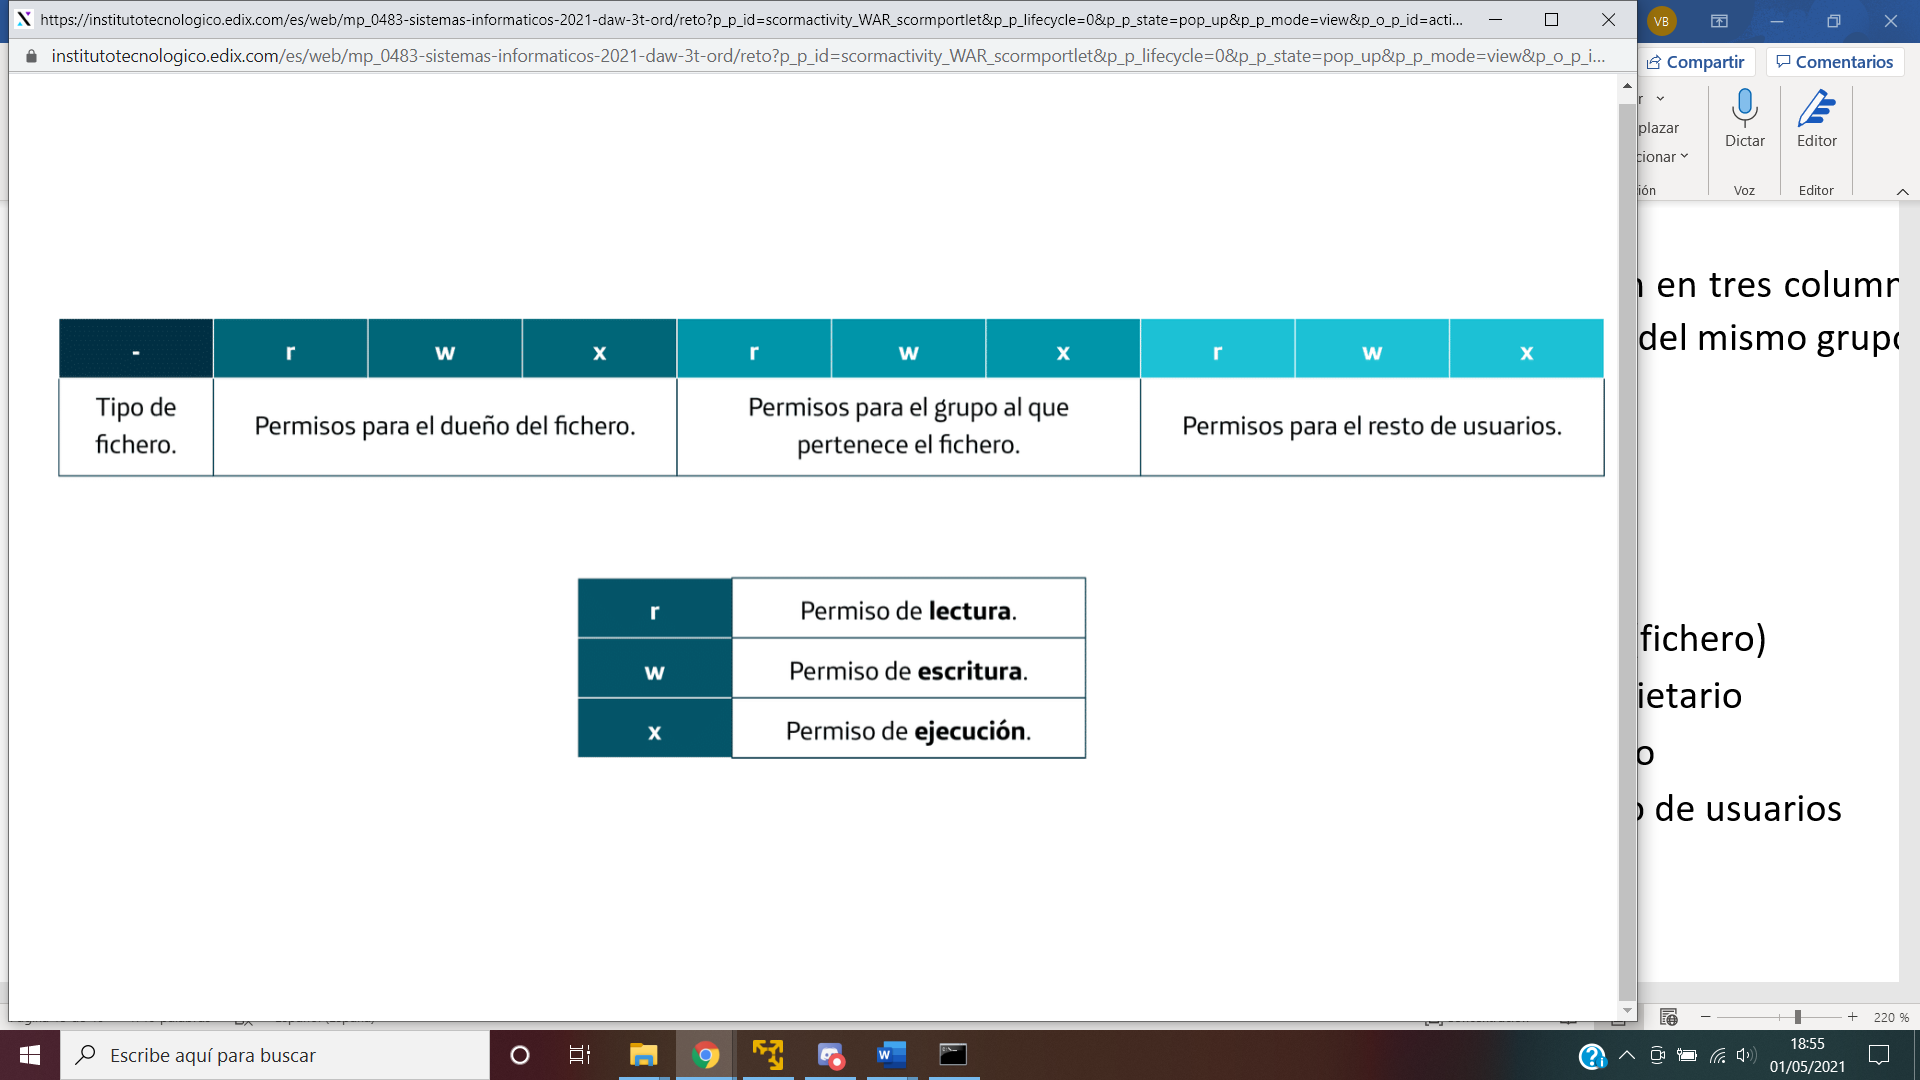 https://institutotecnologico.edix.com/es/web/mp_0483-sistemas-informaticos-2021-daw-3t-ord/reto?p_p_id=scormactivity_WAR_scormportlet&p_p_lifecycle=0&p_p_state=pop_up&p_p_mode=view&p_o_p_id=acti...
VB
institutotecnologico.edix.com/es/web/mp_0483-sistemas-informaticos-2021-daw-3t-ord/reto?p_p_id=scormactivity_WAR_scormportlet&p_p_lifecycle=0&p_p_state=pop_up&p_p_mode=view&p_o_p_i...
Compartir
Comentarios
r
plazar
cionar
Dictar
Editor
ión
Voz
Editor
- r w x r w x r w x
Tipo de
fichero.
Permisos para el dueño del fichero.
Permisos para el grupo al que
pertenece el fichero.
Permisos para el resto de usuarios.
r Permiso de lectura.
w Permiso de escritura.
x Permiso de ejecución.
n en tres column
del mismo grupo
fichero)
ietario
o
o de usuarios
220 %
Escribe aquí para buscar
18:55
01/05/2021